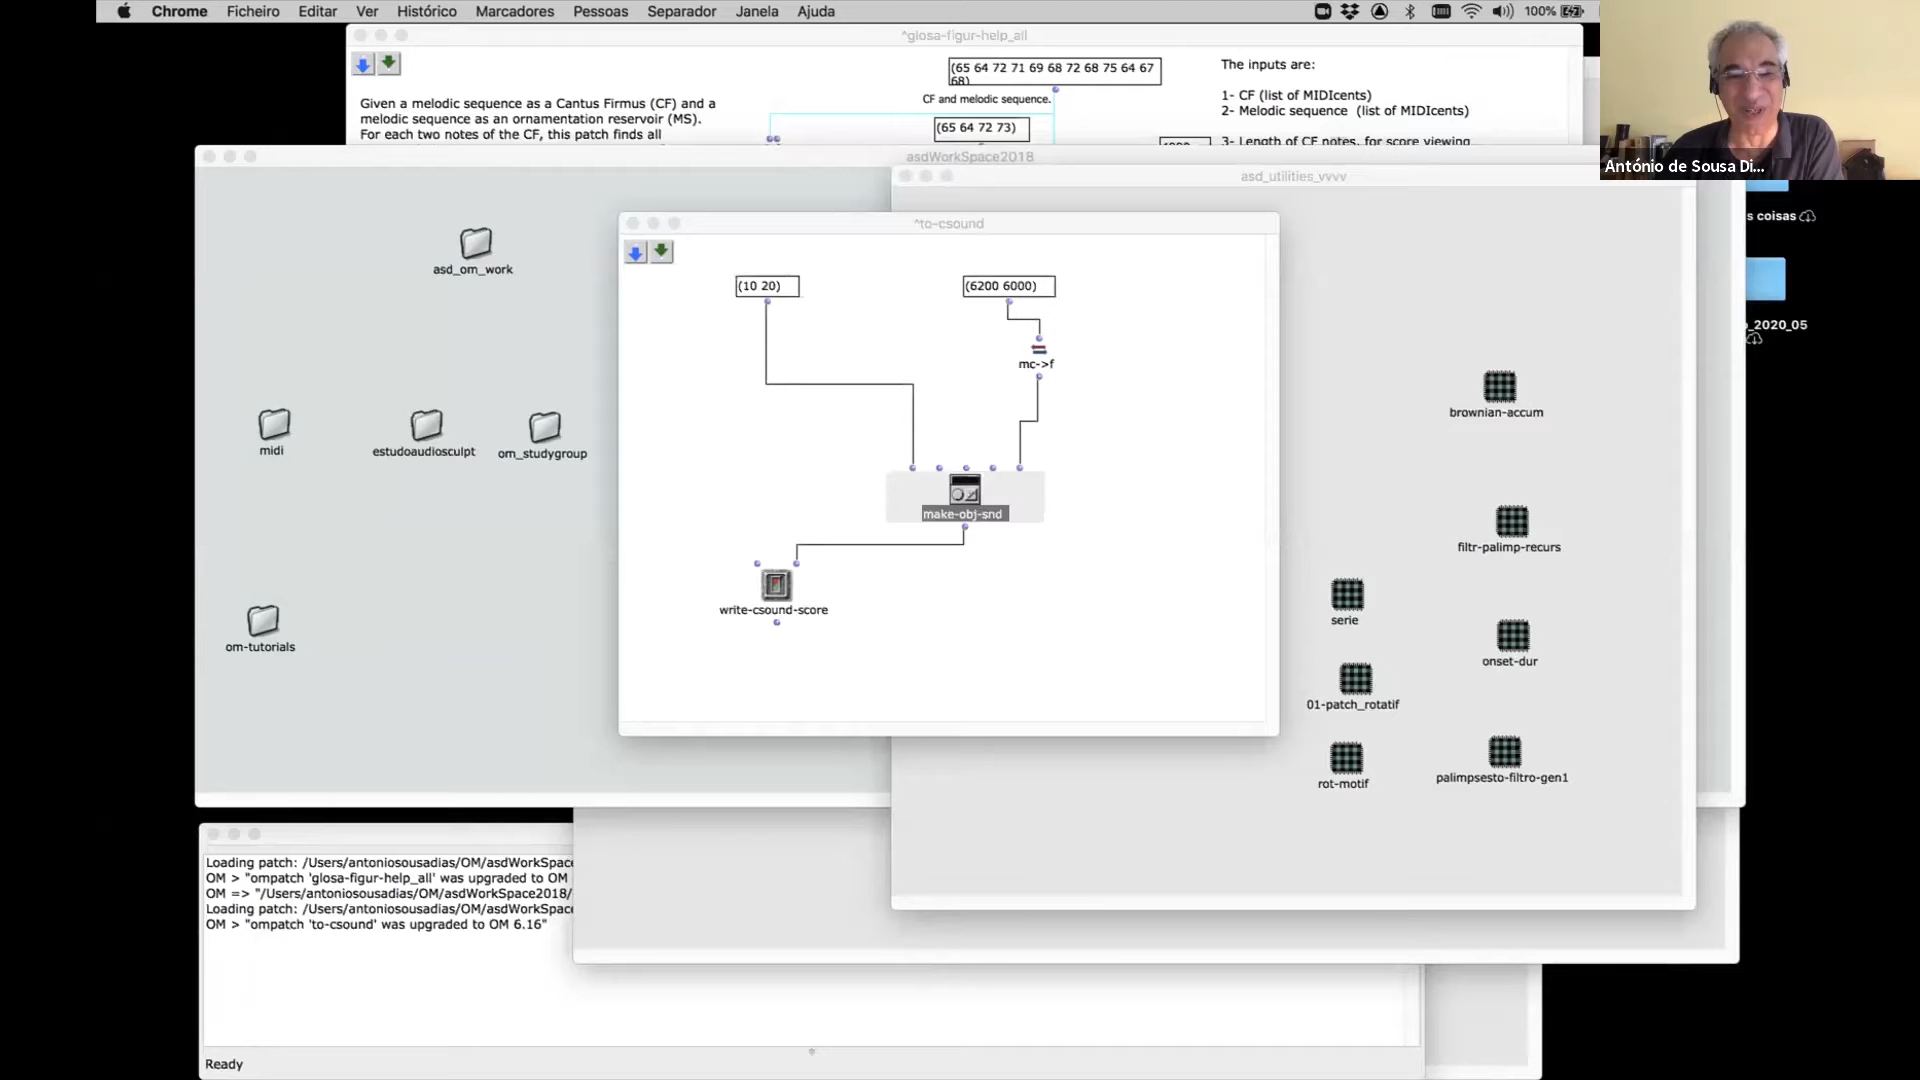 Chrome Ficheiro Editar Ver Histórico Marcadores Pessoas Separador Janela Ajuda 100%
^glosa-figur-help_all
(65 64 72 71 69 68 72 68 75 64 67
68)
CF and melodic sequence.
(65 64 72 73)
Given a melodic sequence as a Cantus Firmus (CF) and a
melodic sequence as an ornamentation reservoir (MS).
For each two notes of the CF, this patch finds all
The inputs are:
1- CF (list of MIDIcents)
2- Melodic sequence (list of MIDIcents)
3- Length of CF notes, for score viewing
António de Sousa Di...
asdWorkSpace2018
asd_utilities_vvvv
s coisas
_2020_05
asd_om_work
midi
estudoaudiosculpt
om_studygroup
om-tutorials
^to-csound
(10 20)
(6200 6000)
mc->f
make-obj-snd
write-csound-score
brownian-accum
filtr-palimp-recurs
serie
onset-dur
01-patch_rotatif
rot-motif
palimpsesto-filtro-gen1
Loading patch: /Users/antoniosousadias/OM/asdWorkSpace
OM > "ompatch 'glosa-figur-help_all' was upgraded to OM
OM => "/Users/antoniosousadias/OM/asdWorkSpace2018/
Loading patch: /Users/antoniosousadias/OM/asdWorkSpace
OM > "ompatch 'to-csound' was upgraded to OM 6.16"
Ready